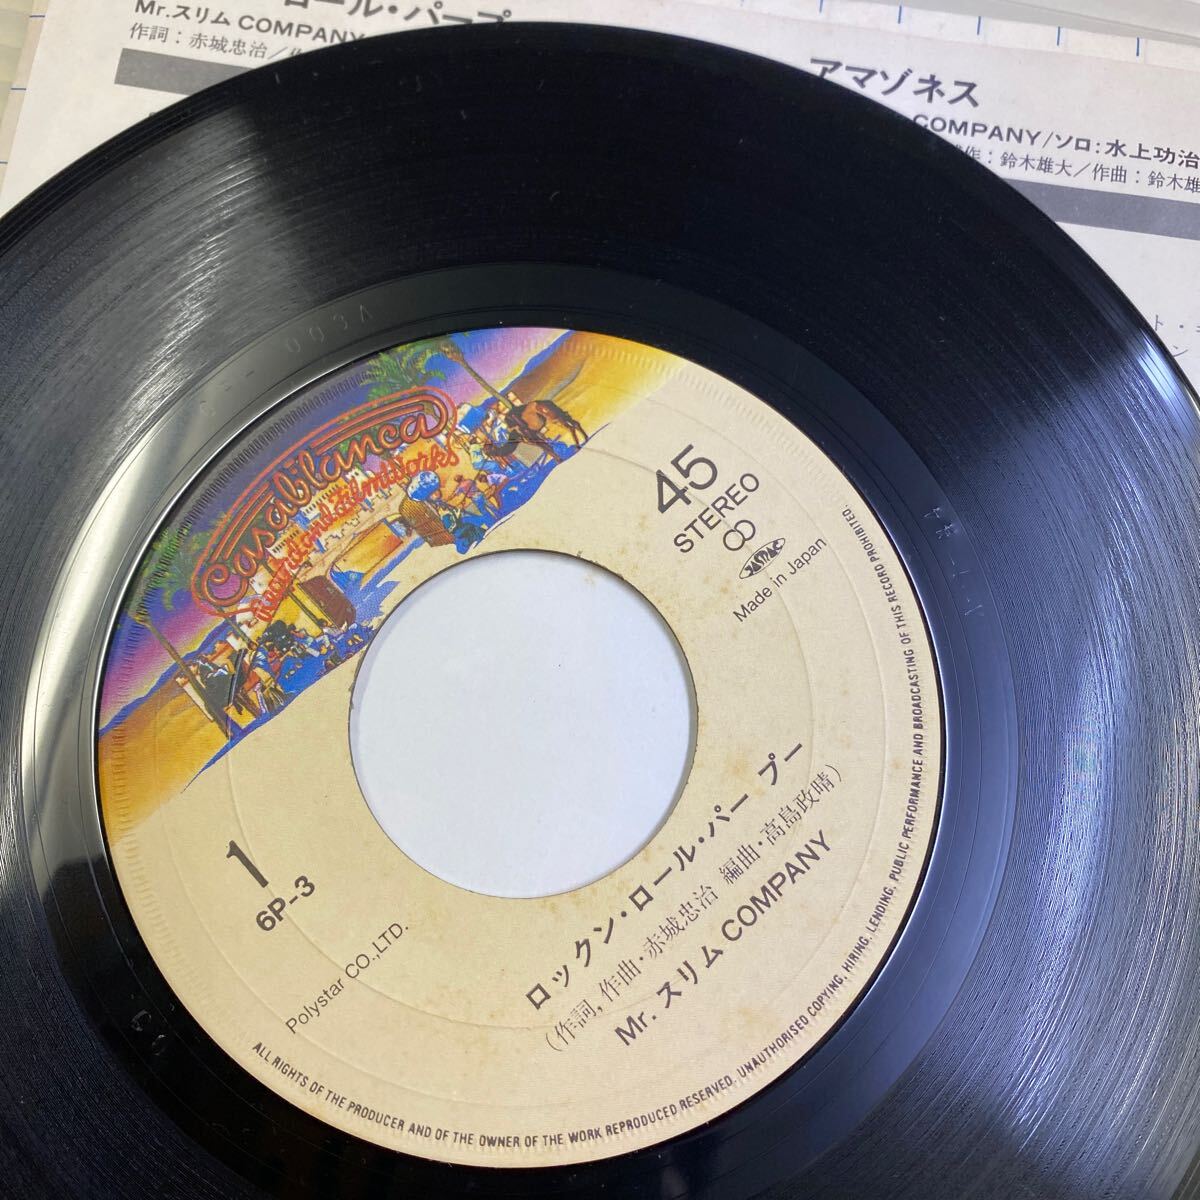 ロール・パープ
Mr.スリム COMPANY
作詞：赤城忠治／
アマゾネス
COMPANY/ソロ：水上功治
作：鈴木雄大／作曲：鈴木雄
Casablanca
Record and FilmWorks
45
STEREO
JASRAC
Made in Japan
1
6P-3
Polystar CO.,LTD.
ロックン・ロール・パープー
(作詞, 作曲・赤城忠治 編曲・高島政晴)
Mr. スリム COMPANY
ALL RIGHTS OF THE PRODUCER AND OF THE OWNER OF THE WORK REPRODUCED RESERVED. UNAUTHORISED COPYING, HIRING, LENDING, PUBLIC PERFORMANCE AND BROADCASTING OF THIS RECORD PROHIBITED.